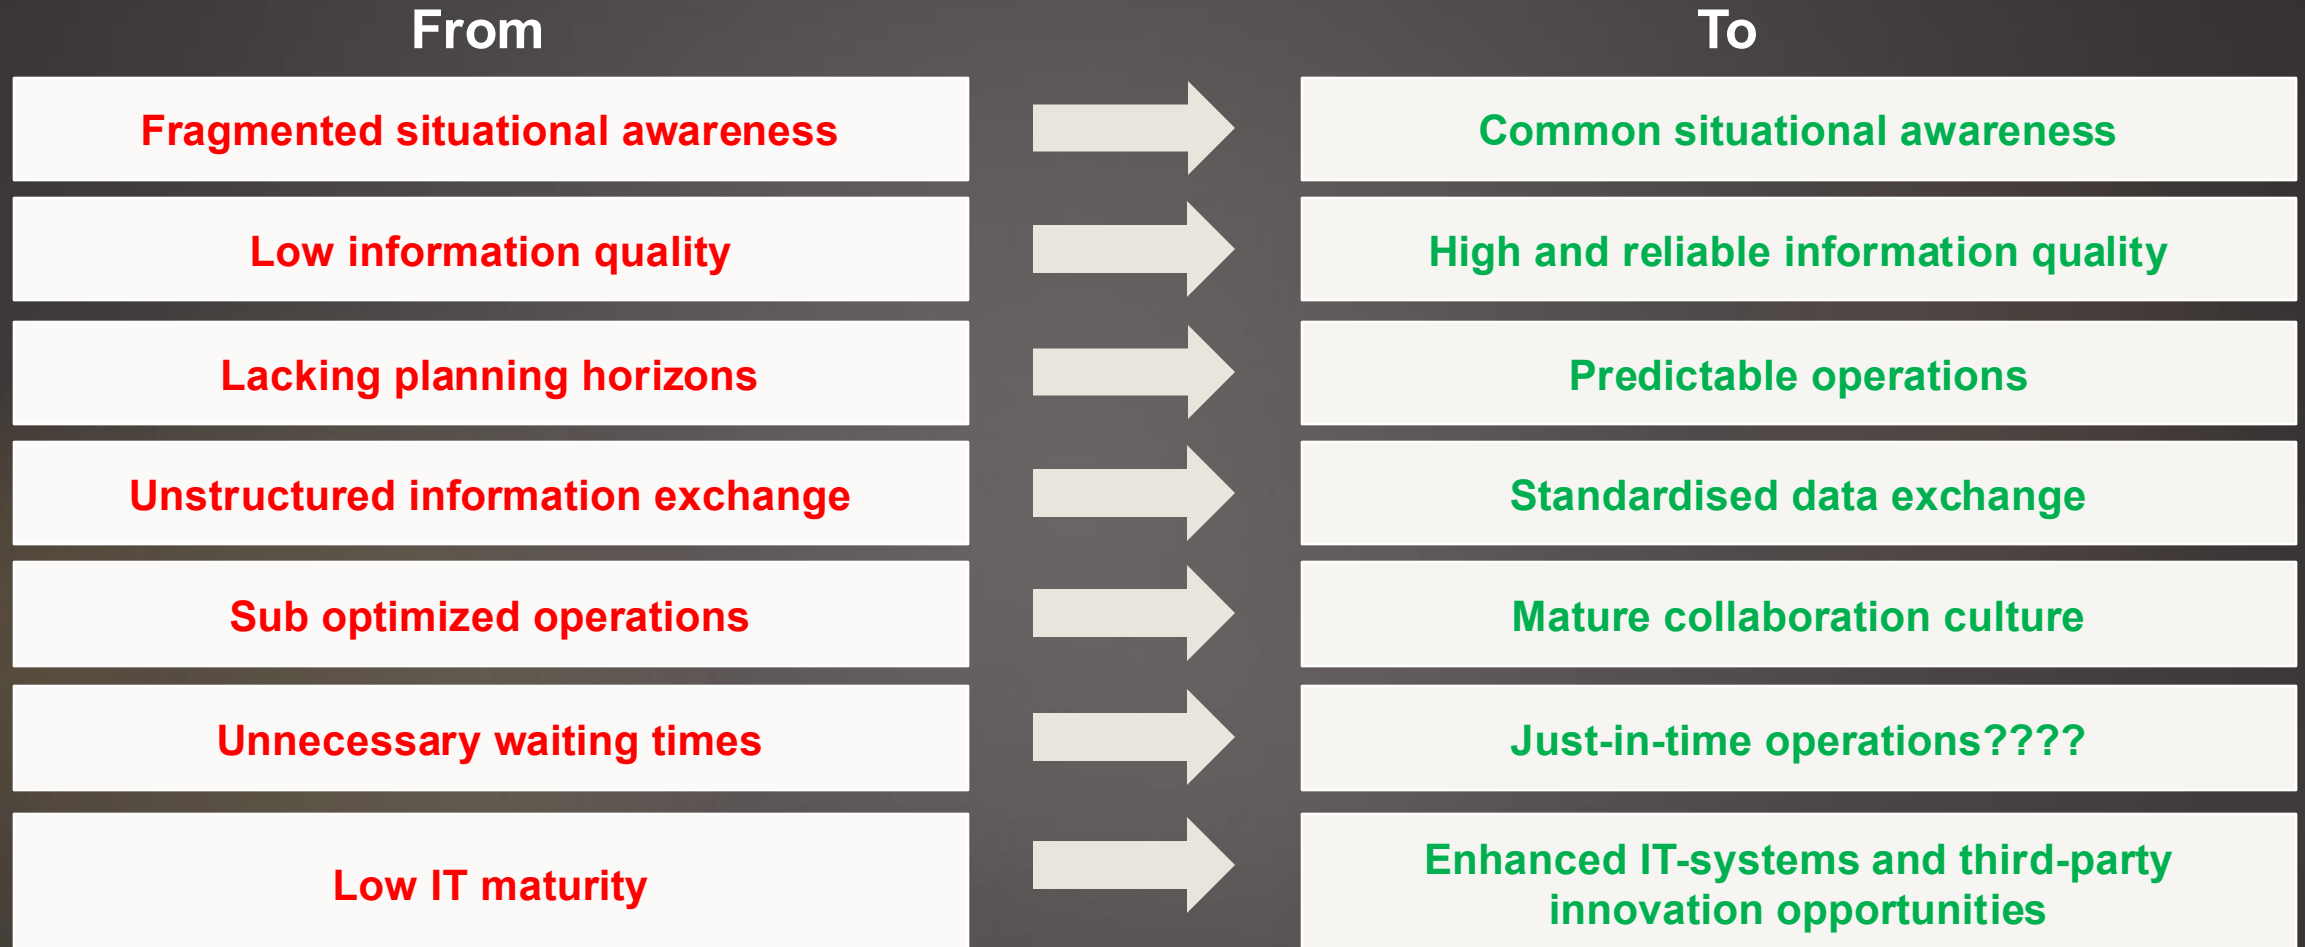 From
To
Fragmented situational awareness
Common situational awareness
Low information quality
High and reliable information quality
Lacking planning horizons
Predictable operations
Unstructured information exchange
Standardised data exchange
Sub optimized operations
Mature collaboration culture
Unnecessary waiting times
Just-in-time operations????
Low IT maturity
Enhanced IT-systems and third-party
innovation opportunities